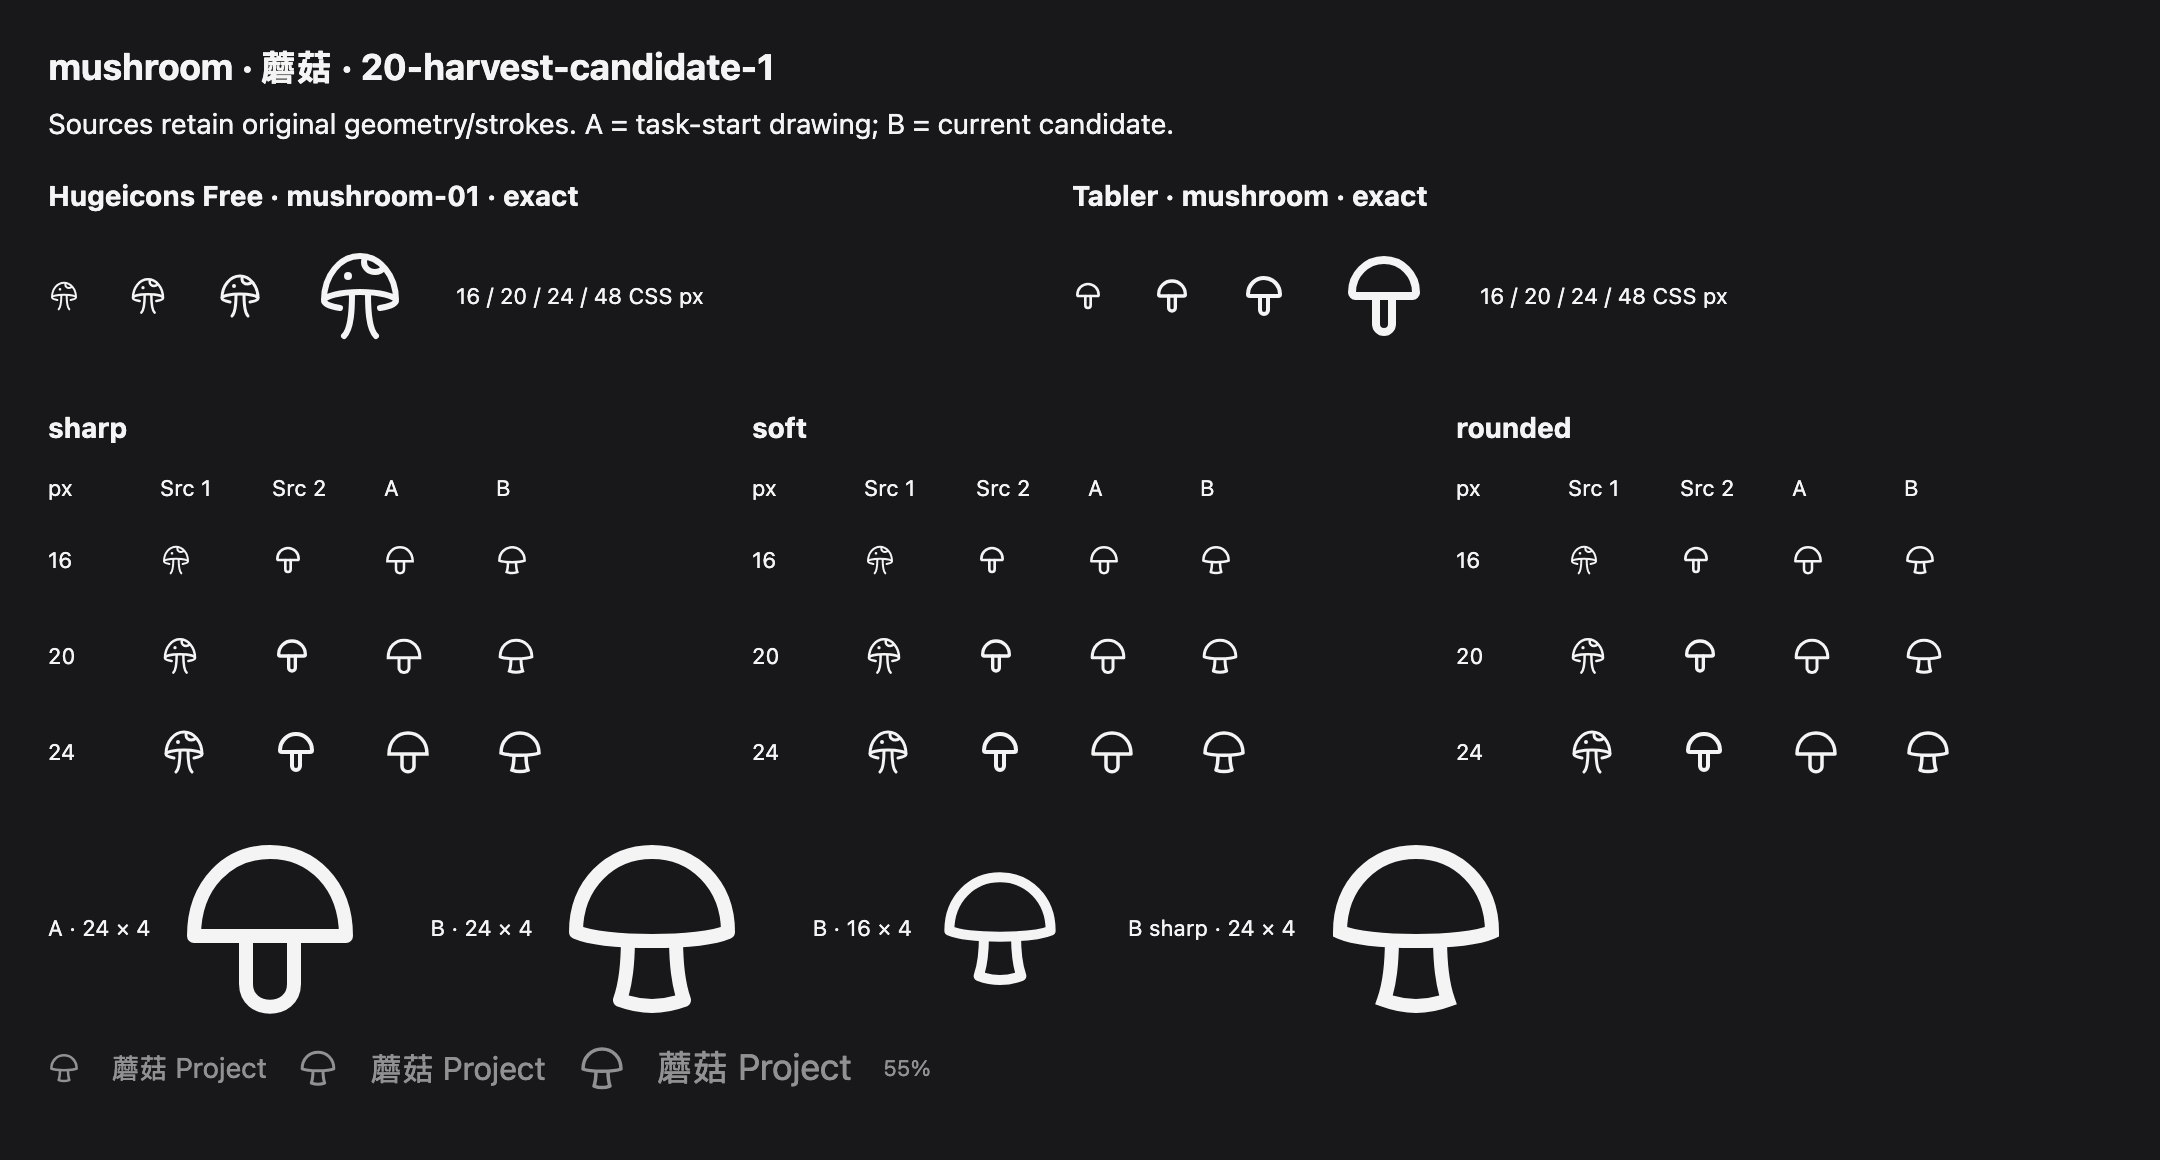 mushroom · 蘑菇 · 20-harvest-candidate-1
Sources retain original geometry/strokes. A = task-start drawing; B = current candidate.
Hugeicons Free · mushroom-01 · exact
16 / 20 / 24 / 48 CSS px
Tabler · mushroom · exact
16 / 20 / 24 / 48 CSS px
sharp
px Src 1 Src 2 A B
16
20
24
soft
px Src 1 Src 2 A B
16
20
24
rounded
px Src 1 Src 2 A B
16
20
24
A · 24 × 4
B · 24 × 4
B · 16 × 4
B sharp · 24 × 4
蘑菇 Project 蘑菇 Project 蘑菇 Project 55%